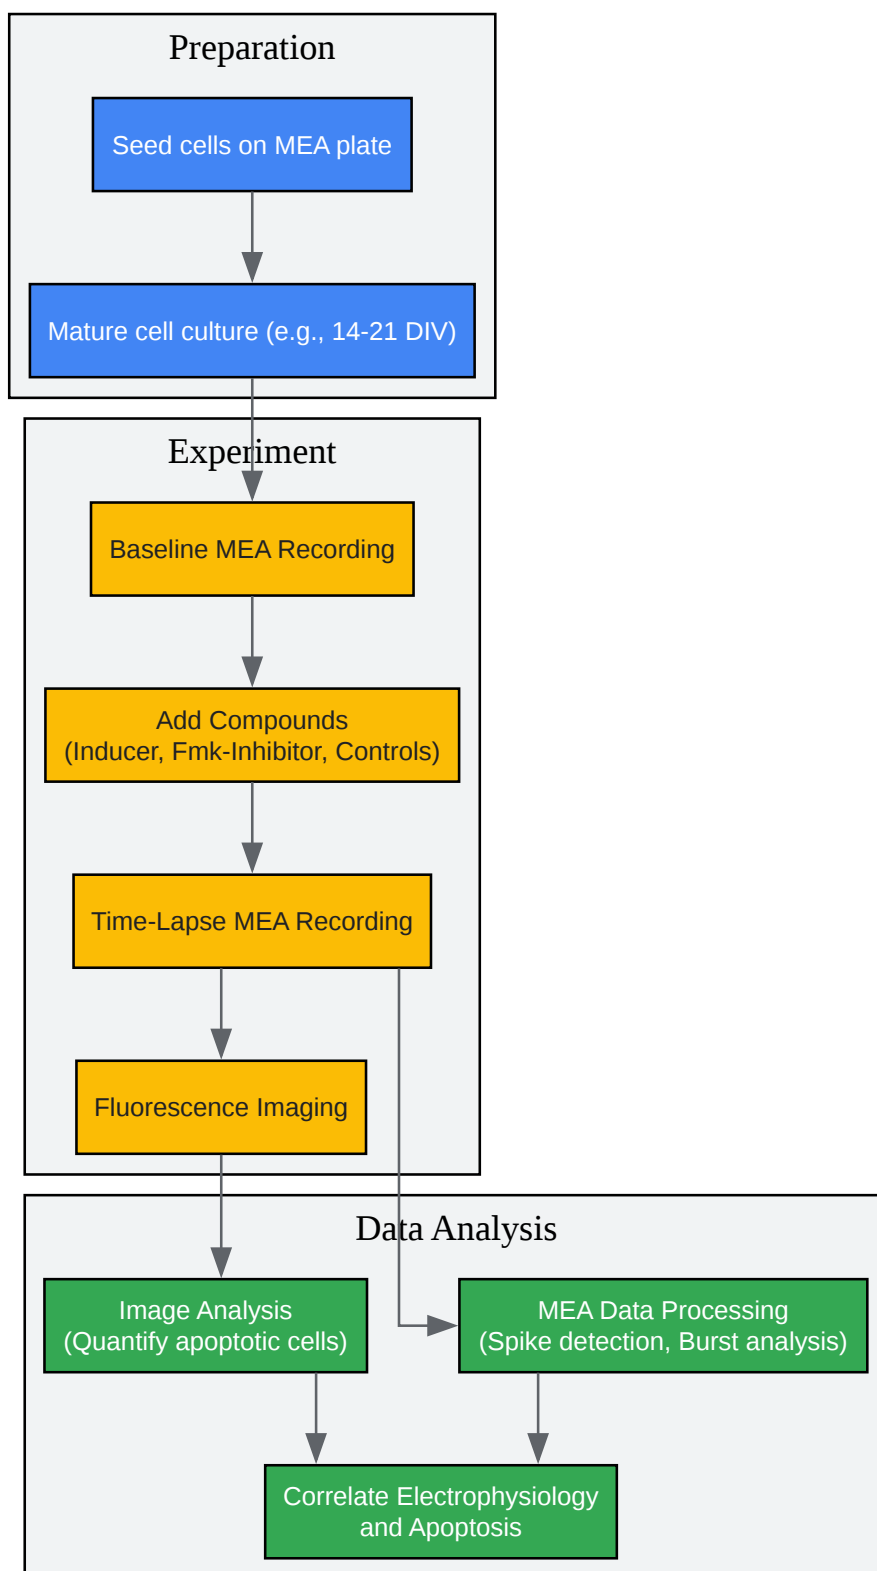 Preparation
Seed cells on MEA plate
Mature cell culture (e.g., 14-21 DIV)
Experiment
Baseline MEA Recording
Add Compounds
(Inducer, Fmk-Inhibitor, Controls)
Time-Lapse MEA Recording
Fluorescence Imaging
Data Analysis
Image Analysis
(Quantify apoptotic cells)
MEA Data Processing
(Spike detection, Burst analysis)
Correlate Electrophysiology
and Apoptosis